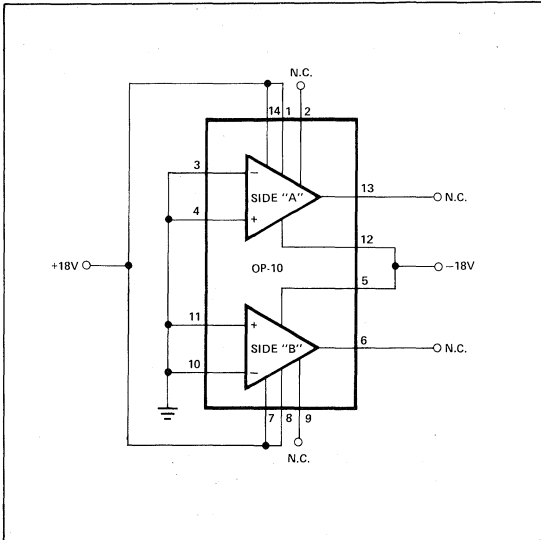 N.C.
14 1 2
3
13
− SIDE "A"
N.C.
4
+
12
+18V
OP-10
−18V
5
11
+
SIDE "B"
6
N.C.
10
−
7 8 9
N.C.